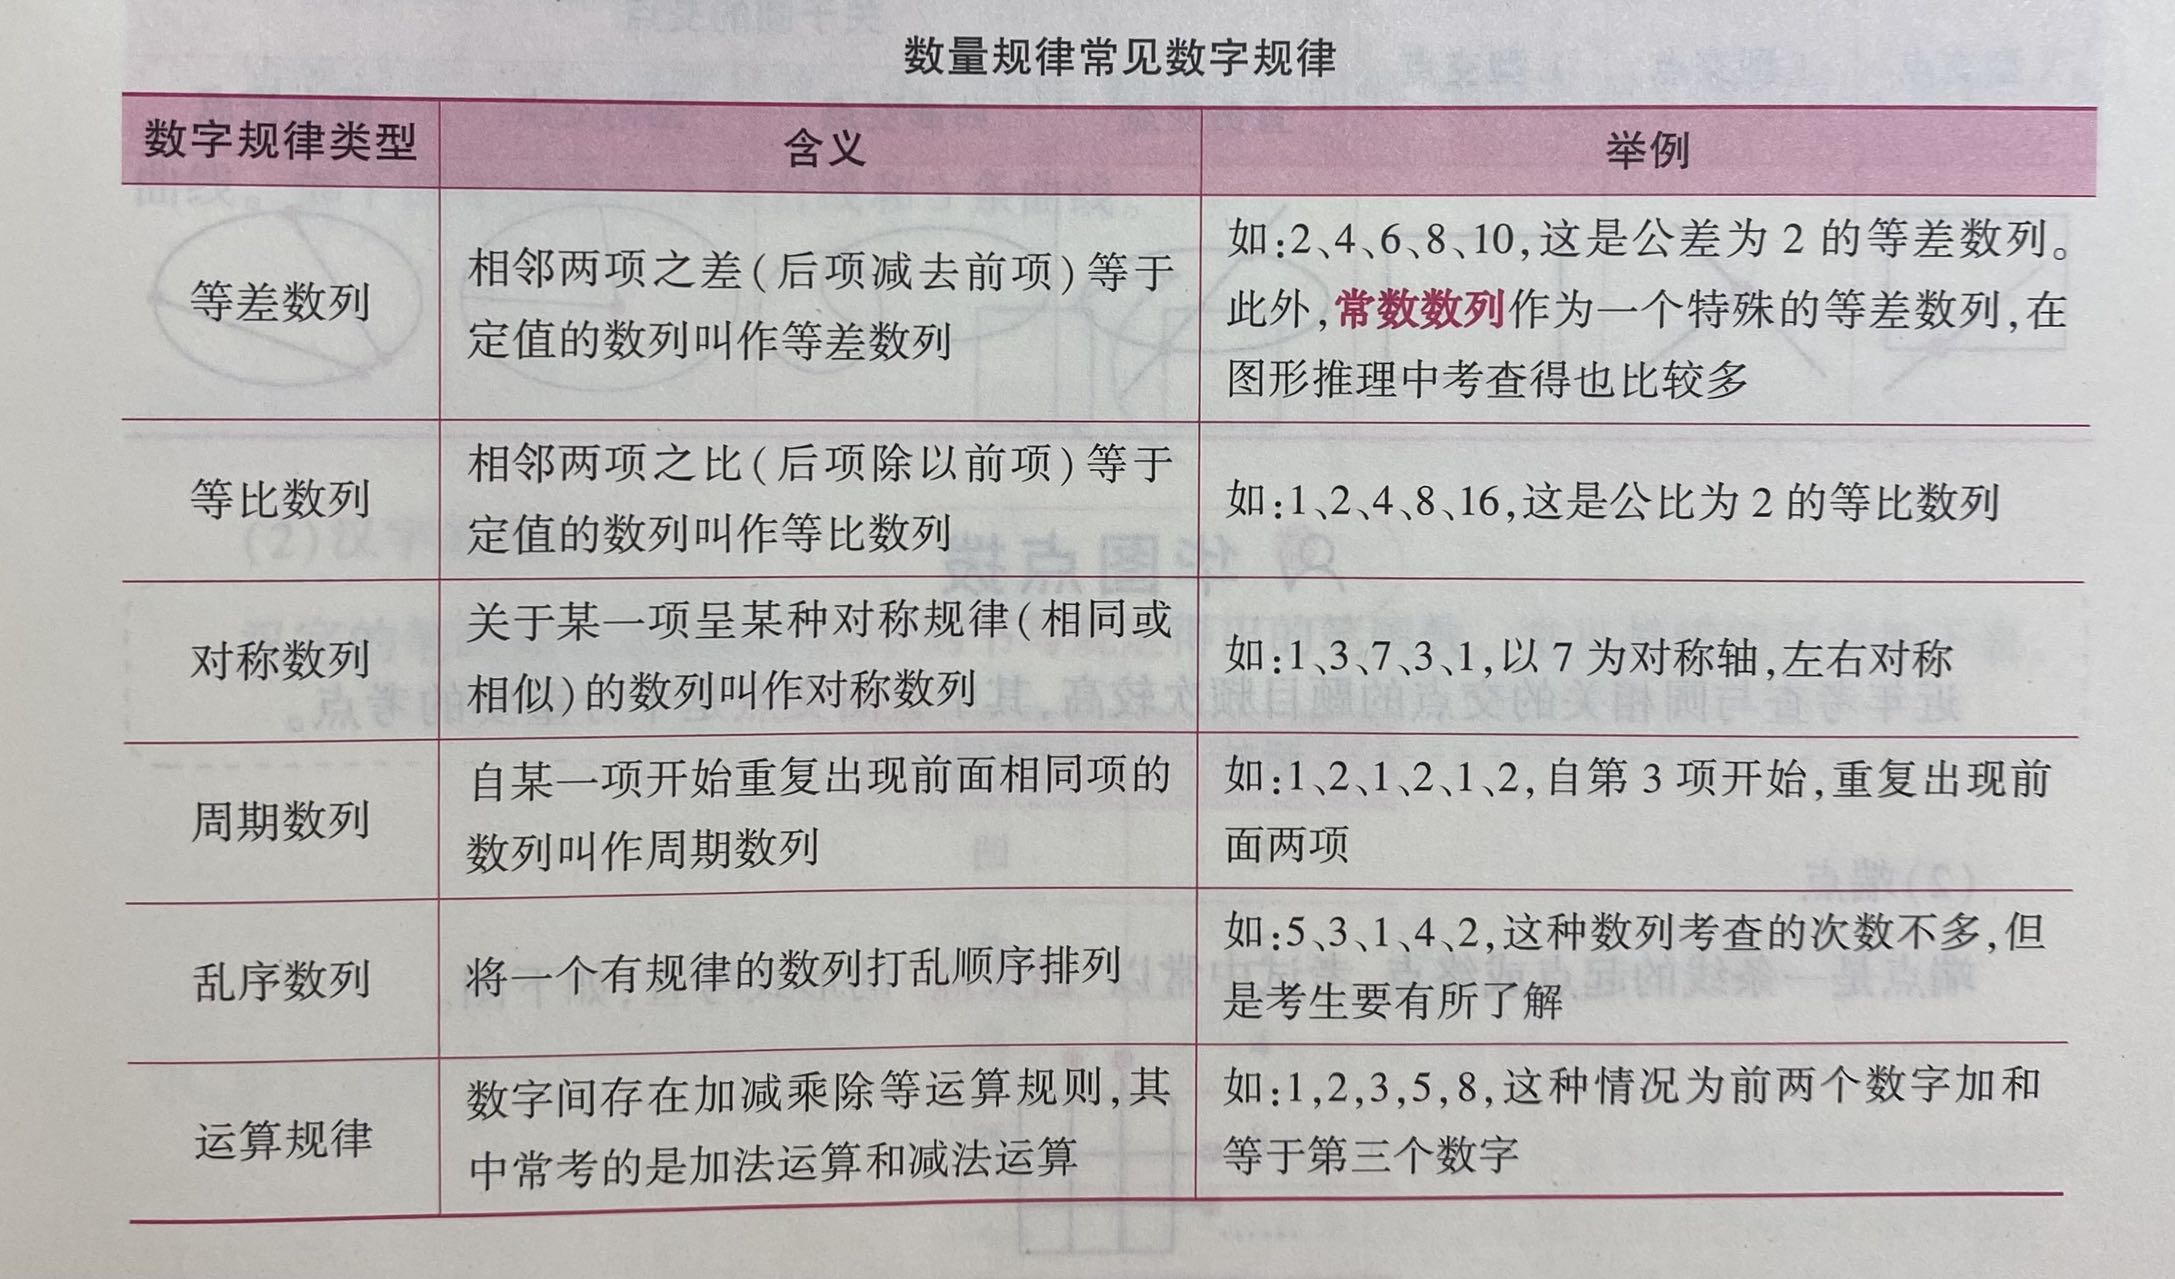 数量规律常见数字规律
数字规律类型
含义
举例
等差数列
相邻两项之差(后项减去前项)等于
定值的数列叫作等差数列
如:2、4、6、8、10,这是公差为2的等差数列。
此外,常数数列作为一个特殊的等差数列,在
图形推理中考查得也比较多
等比数列
相邻两项之比(后项除以前项)等于
定值的数列叫作等比数列
如:1、2、4、8、16,这是公比为2的等比数列
对称数列
关于某一项呈某种对称规律(相同或
相似)的数列叫作对称数列
如:1、3、7、3、1,以7为对称轴,左右对称
周期数列
自某一项开始重复出现前面相同项的
数列叫作周期数列
如:1、2、1、2、1、2,自第3项开始,重复出现前
面两项
乱序数列
将一个有规律的数列打乱顺序排列
如:5、3、1、4、2,这种数列考查的次数不多,但
是考生要有所了解
运算规律
数字间存在加减乘除等运算规则,其
中常考的是加法运算和减法运算
如:1,2,3,5,8,这种情况为前两个数字加和
等于第三个数字